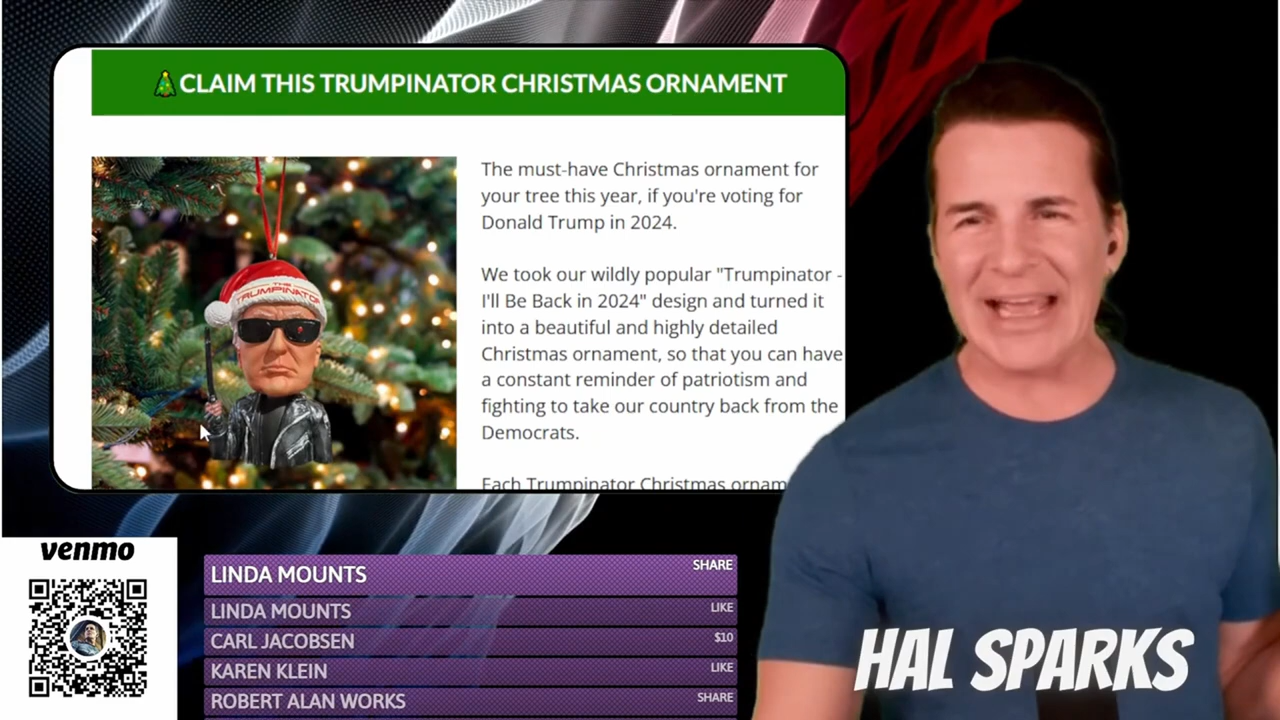 CLAIM THIS TRUMPINATOR CHRISTMAS ORNAMENT
The must-have Christmas ornament for
your tree this year, if you're voting for
Donald Trump in 2024.
We took our wildly popular "Trumpinator -
I'll Be Back in 2024" design and turned it
into a beautiful and highly detailed
Christmas ornament, so that you can have
a constant reminder of patriotism and
fighting to take our country back from the
Democrats.
Each Trumpinator Christmas
THE
TRUMPINATOR
venmo
LINDA MOUNTS SHARE
LINDA MOUNTS LIKE
CARL JACOBSEN $10
KAREN KLEIN LIKE
ROBERT ALAN WORKS SHARE
HAL SPARKS